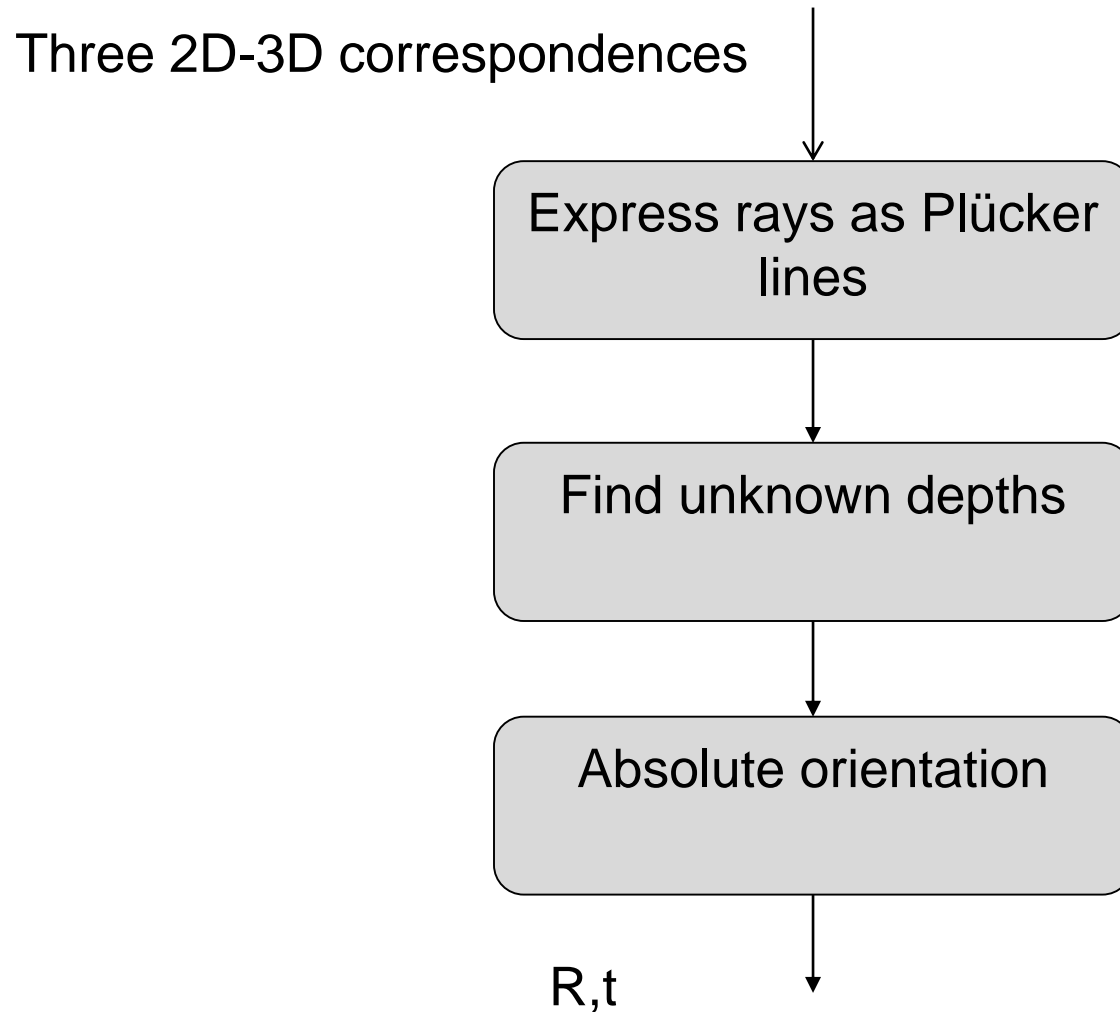 Three 2D-3D correspondences
Express rays as Plücker
lines
Find unknown depths
Absolute orientation
R,t